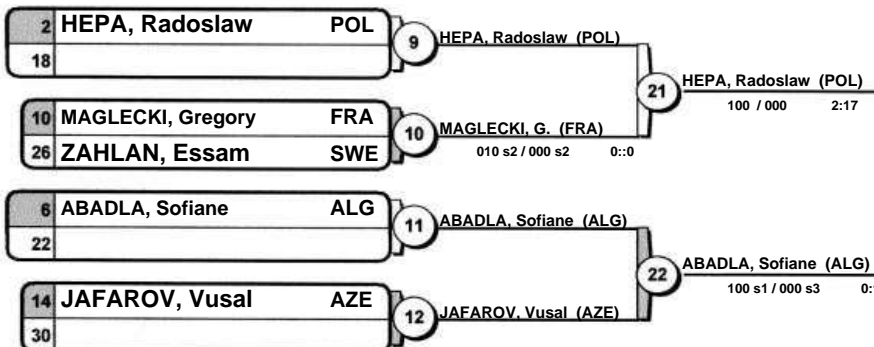 2 HEPA, Radoslaw POL
18
9 HEPA, Radoslaw (POL)
10 MAGLECKI, Gregory FRA
26 ZAHLAN, Essam SWE
10 MAGLECKI, G. (FRA)
010 s2 / 000 s2 0::0
21 HEPA, Radoslaw (POL)
100 / 000 2:17
6 ABADLA, Sofiane ALG
22
11 ABADLA, Sofiane (ALG)
14 JAFAROV, Vusal AZE
30
12 JAFAROV, Vusal (AZE)
22 ABADLA, Sofiane (ALG)
100 s1 / 000 s3